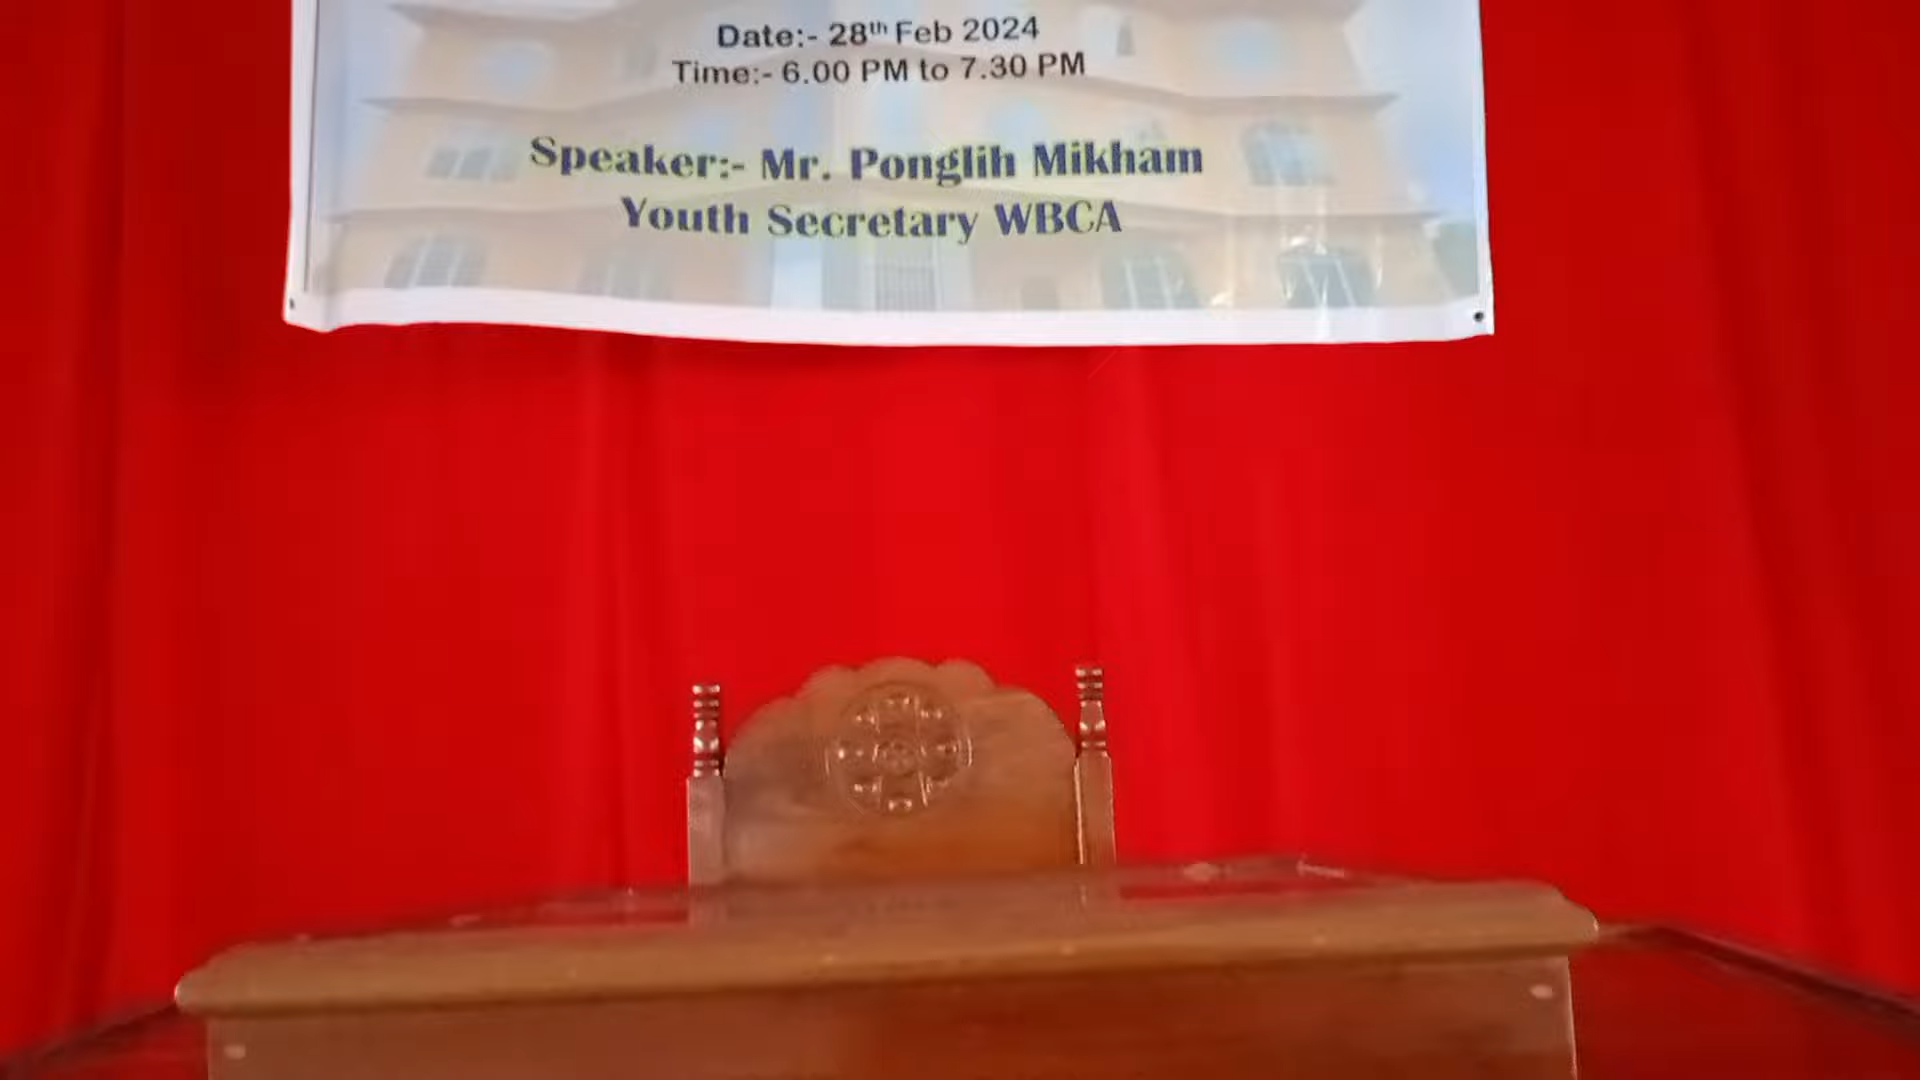 Date:- 28th Feb 2024
Time:- 6.00 PM to 7.30 PM
Speaker:- Mr. Ponglih Mikham
Youth Secretary WBCA